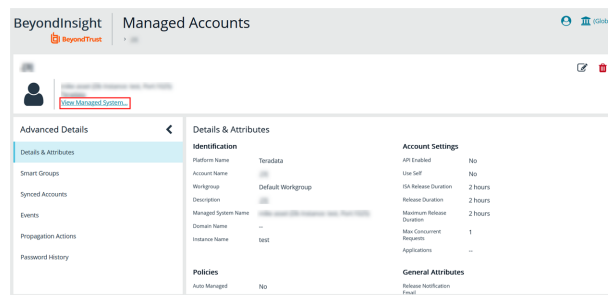 BeyondInsight
BeyondTrust
Managed Accounts
>
(Glob
View Managed System...
Advanced Details
Details & Attributes
Smart Groups
Synced Accounts
Events
Propagation Actions
Password History
Details & Attributes
Identification
Platform Name Teradata
Account Name
Workgroup Default Workgroup
Description
Managed System Name
Domain Name --
Instance Name test
Policies
Auto Managed No
Account Settings
API Enabled No
Use Self No
ISA Release Duration 2 hours
Release Duration 2 hours
Maximum Release
Duration 2 hours
Max Concurrent
Requests 1
Applications --
General Attributes
Release Notification
Email